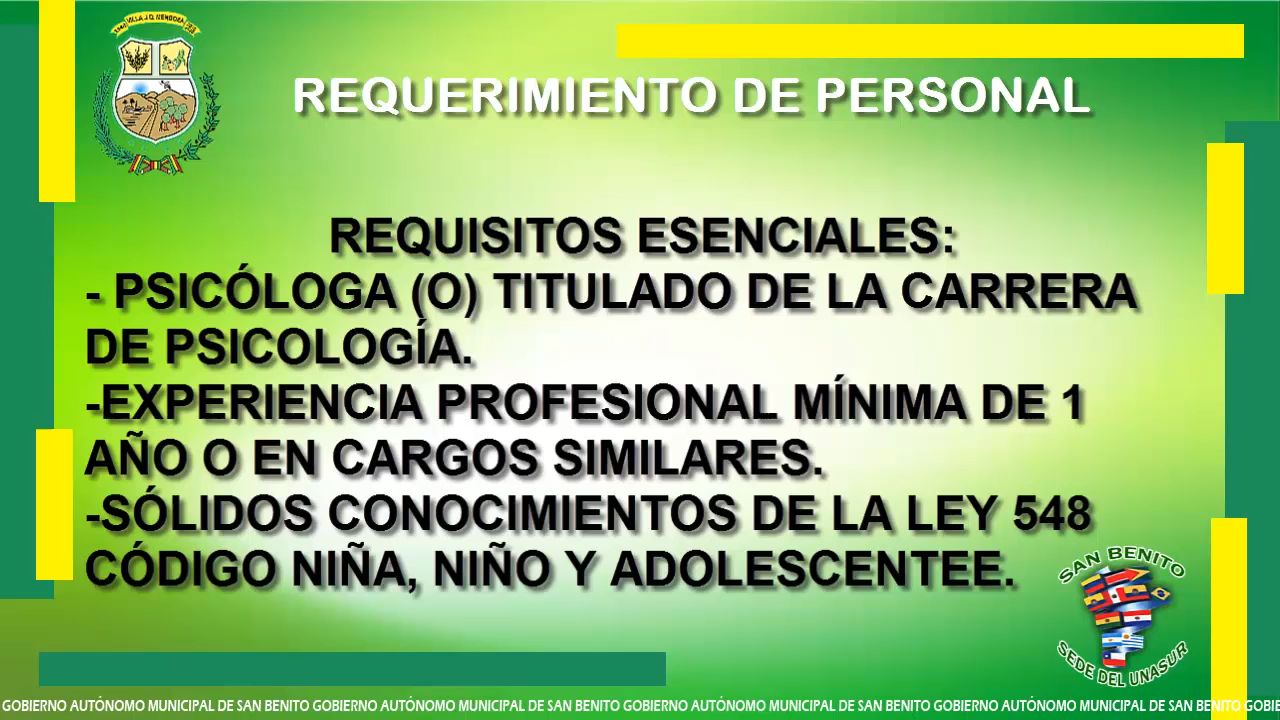 VILLA J.Q. MENDOZA
REQUERIMIENTO DE PERSONAL
REQUISITOS ESENCIALES:
- PSICÓLOGA (O) TITULADO DE LA CARRERA
DE PSICOLOGÍA.
-EXPERIENCIA PROFESIONAL MÍNIMA DE 1
AÑO O EN CARGOS SIMILARES.
-SÓLIDOS CONOCIMIENTOS DE LA LEY 548
CÓDIGO NIÑA, NIÑO Y ADOLESCENTEE.
SAN BENITO
SEDE DEL UNASUR
GOBIERNO AUTÓNOMO MUNICIPAL DE SAN BENITO GOBIERNO AUTÓNOMO MUNICIPAL DE SAN BENITO GOBIERNO AUTÓNOMO MUNICIPAL DE SAN BENITO GOBIERNO AUTÓNOMO MUNICIPAL DE SAN BENITO GOBIE